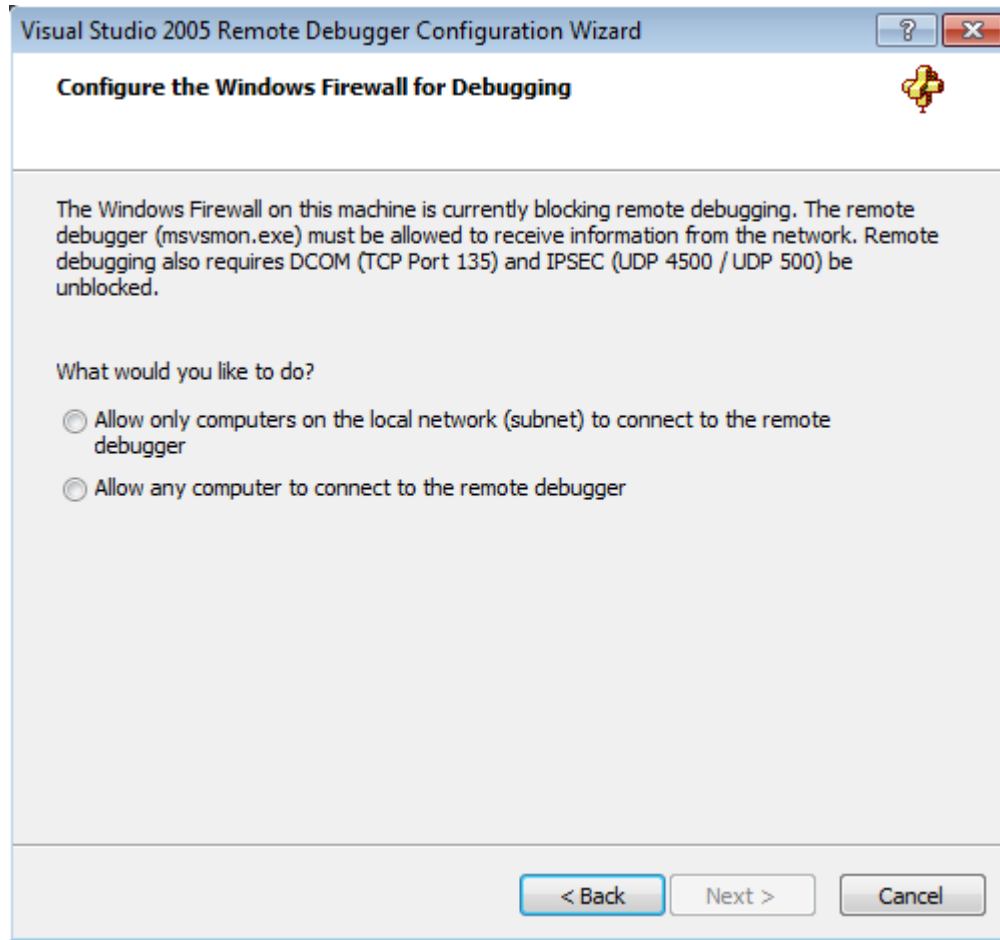 Visual Studio 2005 Remote Debugger Configuration Wizard
Configure the Windows Firewall for Debugging
The Windows Firewall on this machine is currently blocking remote debugging. The remote
debugger (msvsmon.exe) must be allowed to receive information from the network. Remote
debugging also requires DCOM (TCP Port 135) and IPSEC (UDP 4500 / UDP 500) be
unblocked.
What would you like to do?
Allow only computers on the local network (subnet) to connect to the remote
debugger
Allow any computer to connect to the remote debugger
< Back Next > Cancel